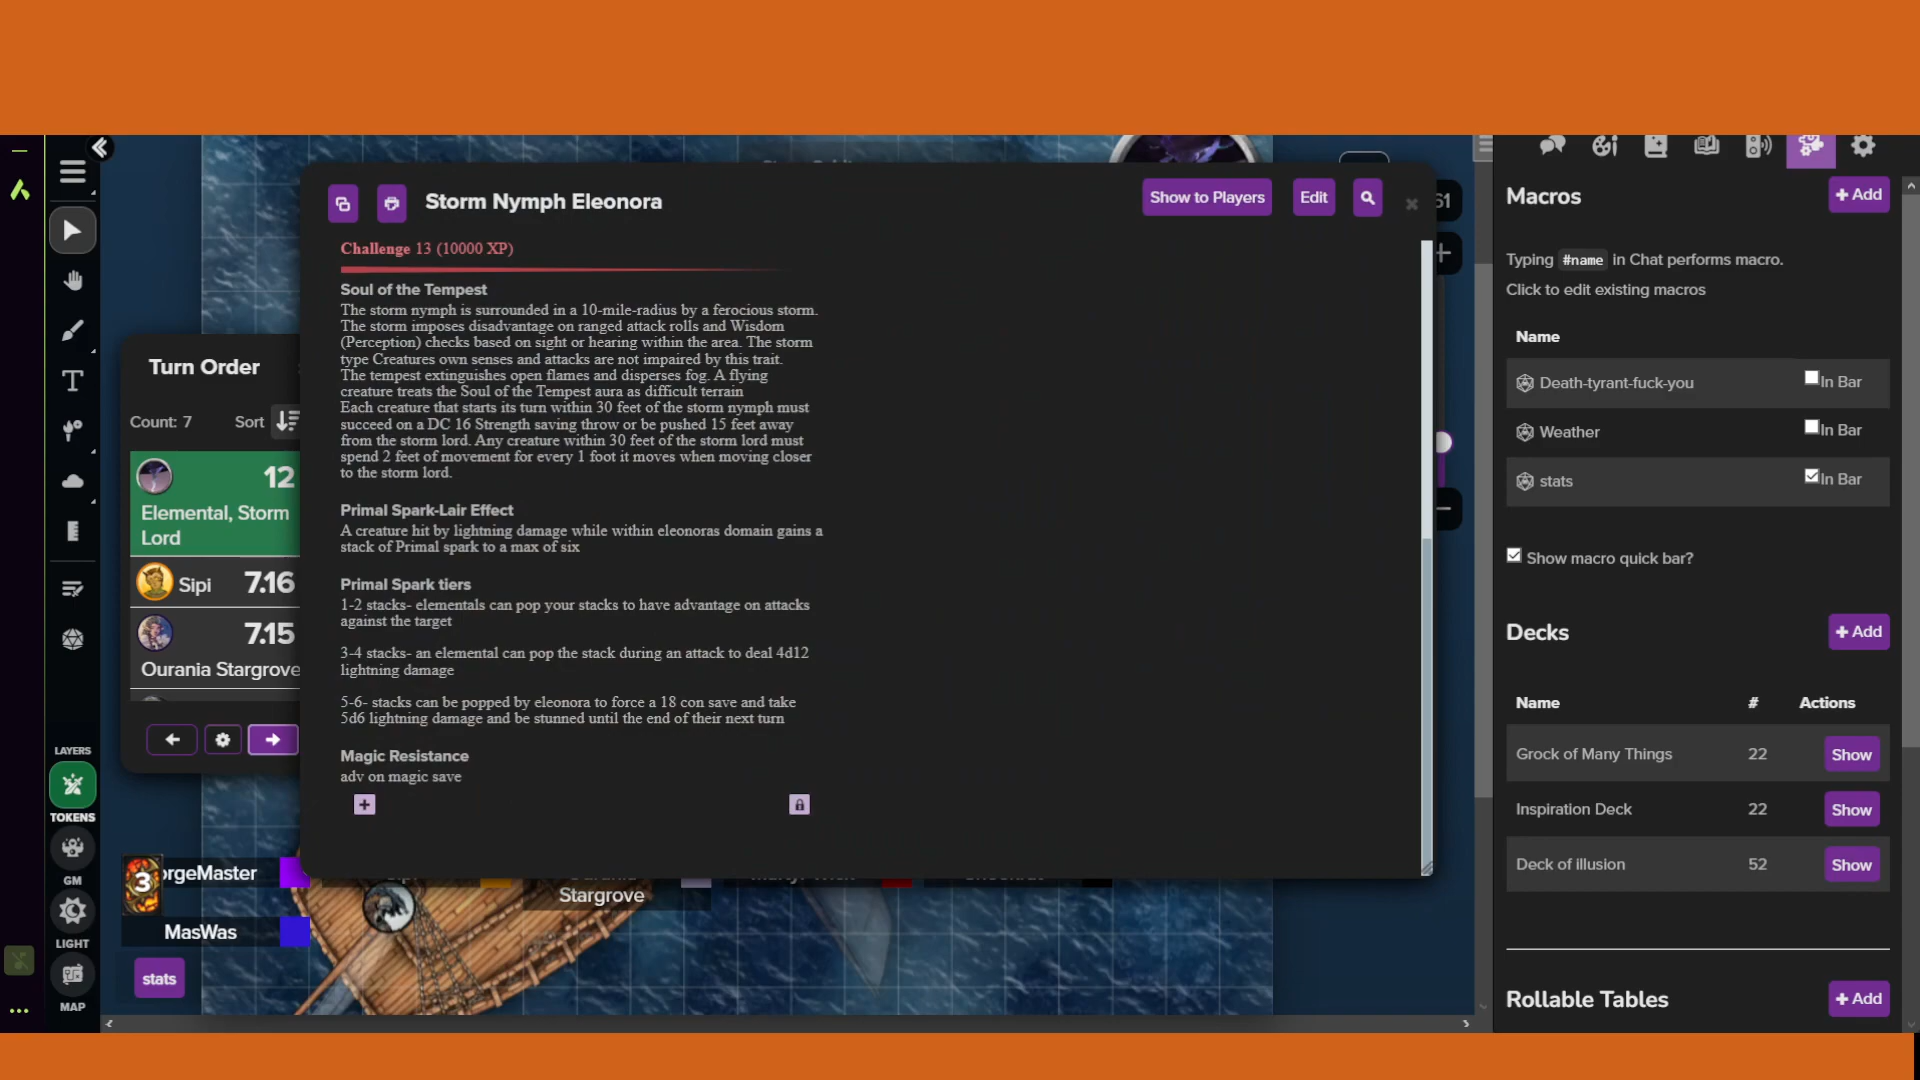 Storm Nymph Eleonora
Show to Players
Edit
61
Challenge 13 (10000 XP)
Soul of the Tempest
The storm nymph is surrounded in a 10-mile-radius by a ferocious storm.
The storm imposes disadvantage on ranged attack rolls and Wisdom
(Perception) checks based on sight or hearing within the area. The storm
type Creatures own senses and attacks are not impaired by this trait.
The tempest extinguishes open flames and disperses fog. A flying
creature treats the Soul of the Tempest aura as difficult terrain
Each creature that starts its turn within 30 feet of the storm nymph must
succeed on a DC 16 Strength saving throw or be pushed 15 feet away
from the storm lord. Any creature within 30 feet of the storm lord must
spend 2 feet of movement for every 1 foot it moves when moving closer
to the storm lord.
Primal Spark-Lair Effect
A creature hit by lightning damage while within eleonoras domain gains a
stack of Primal spark to a max of six
Primal Spark tiers
1-2 stacks- elementals can pop your stacks to have advantage on attacks
against the target
3-4 stacks- an elemental can pop the stack during an attack to deal 4d12
lightning damage
5-6- stacks can be popped by eleonora to force a 18 con save and take
5d6 lightning damage and be stunned until the end of their next turn
Magic Resistance
adv on magic save
Turn Order
Count: 7
Sort
12
Elemental, Storm
Lord
Sipi
7.16
7.15
Ourania Stargrove
LAYERS
TOKENS
GM
LIGHT
MAP
3
orgeMaster
MasWas
stats
Stargrove
Macros
+ Add
Typing #name in Chat performs macro.
Click to edit existing macros
Name
Death-tyrant-fuck-you
In Bar
Weather
In Bar
stats
In Bar
Show macro quick bar?
Decks
+ Add
Name
#
Actions
Grock of Many Things
22
Show
Inspiration Deck
22
Show
Deck of illusion
52
Show
Rollable Tables
+ Add